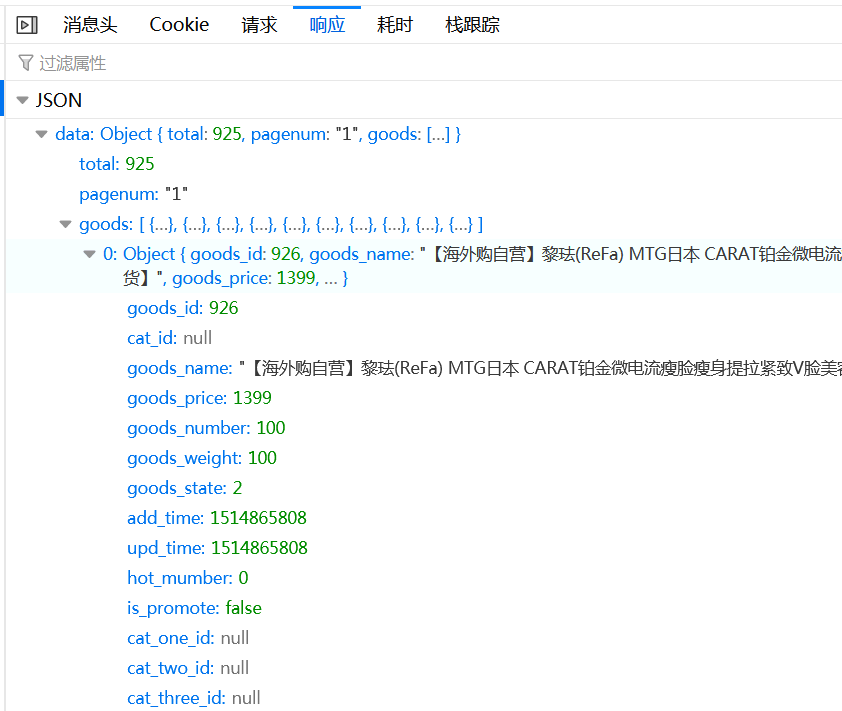 消息头 Cookie 请求 响应 耗时 栈跟踪
过滤属性
JSON
data: Object { total: 925, pagenum: "1", goods: […] }
total: 925
pagenum: "1"
goods: [ {…}, {…}, {…}, {…}, {…}, {…}, {…}, {…}, {…}, {…} ]
0: Object { goods_id: 926, goods_name: "【海外购自营】黎珐(ReFa) MTG日本 CARAT铂金微电流
货】", goods_price: 1399, … }
goods_id: 926
cat_id: null
goods_name: "【海外购自营】黎珐(ReFa) MTG日本 CARAT铂金微电流瘦脸瘦身提拉紧致V脸美
goods_price: 1399
goods_number: 100
goods_weight: 100
goods_state: 2
add_time: 1514865808
upd_time: 1514865808
hot_mumber: 0
is_promote: false
cat_one_id: null
cat_two_id: null
cat_three_id: null